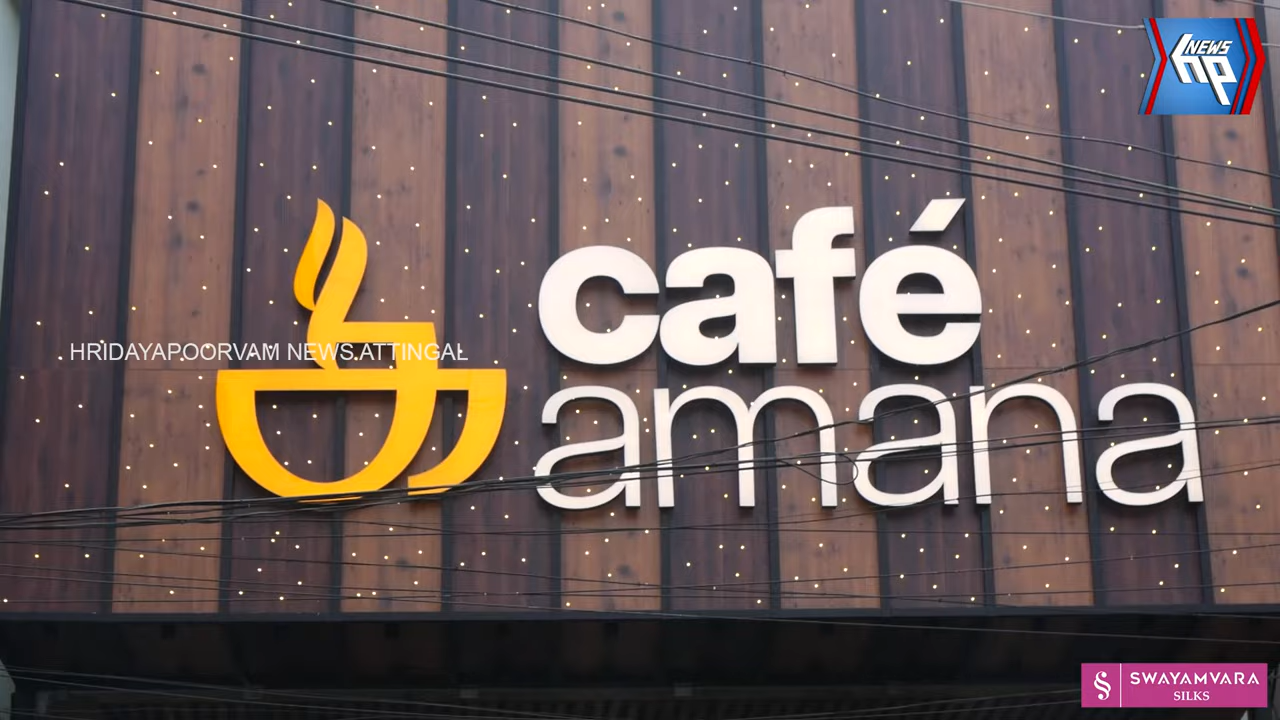 NEWS
hp
café
HRIDAYAPOORVAM NEWS.ATTINGAL
amana
SWAYAMVARA
SILKS